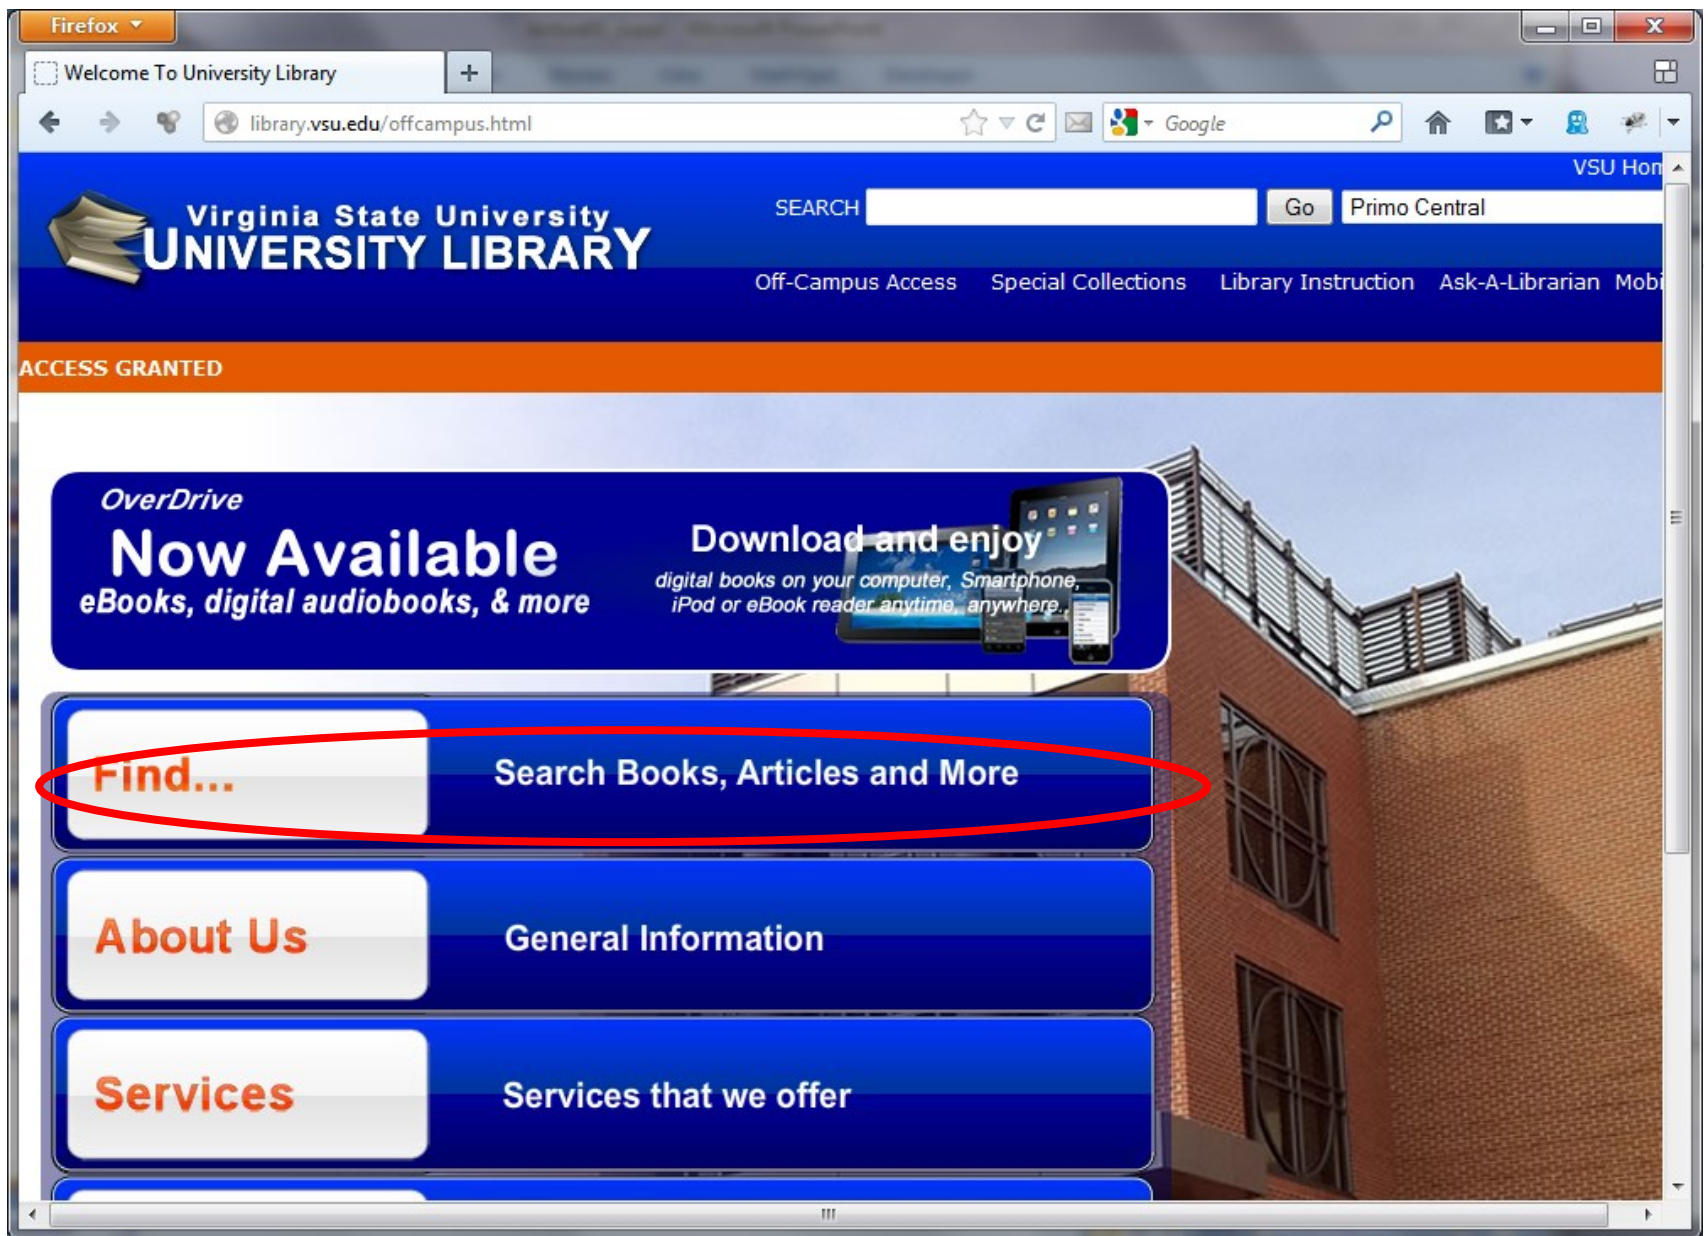 Firefox
Welcome To University Library
library.vsu.edu/offcampus.html
Google
VSU Hom
Virginia State University
UNIVERSITY LIBRARY
SEARCH
Go
Primo Central
Off-Campus Access Special Collections Library Instruction Ask-A-Librarian Mobi
ACCESS GRANTED
OverDrive
Now Available
eBooks, digital audiobooks, & more
Download and enjoy
digital books on your computer, Smartphone,
iPod or eBook reader anytime, anywhere..
Find...
Search Books, Articles and More
About Us
General Information
Services
Services that we offer